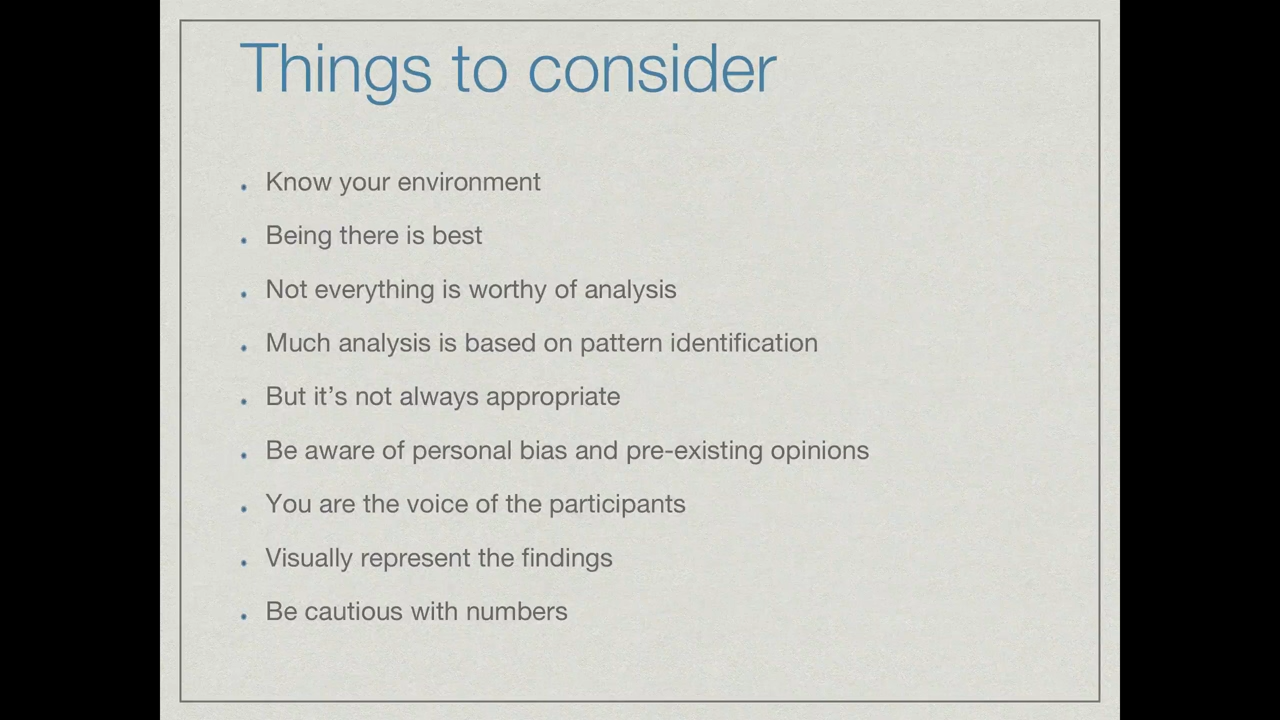 Things to consider
Know your environment
Being there is best
Not everything is worthy of analysis
Much analysis is based on pattern identification
But it’s not always appropriate
Be aware of personal bias and pre-existing opinions
You are the voice of the participants
Visually represent the findings
Be cautious with numbers